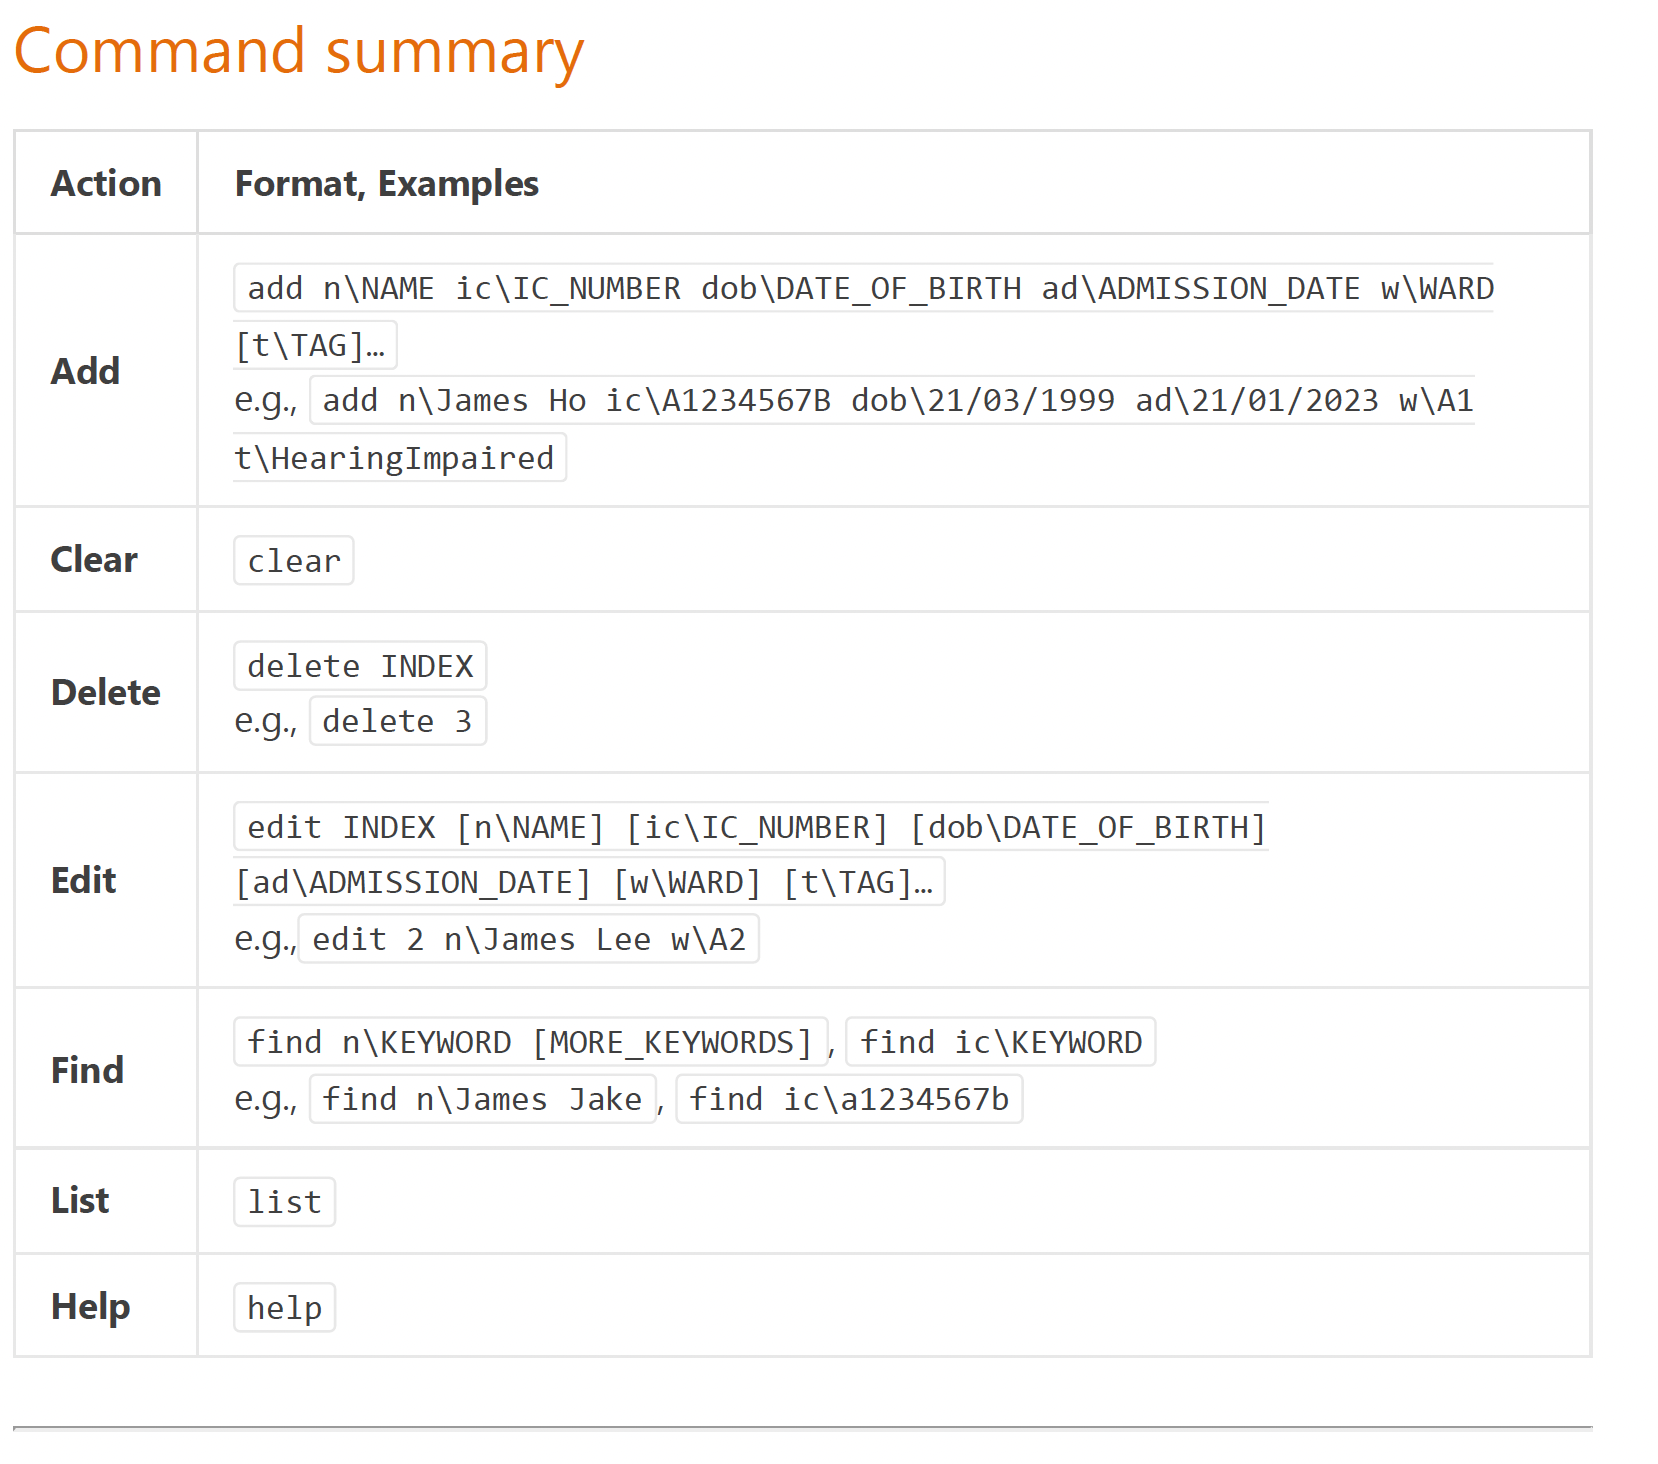 Command summary
Action Format, Examples
Add
add n\NAME ic\IC_NUMBER dob\DATE_OF_BIRTH ad\ADMISSION_DATE w\WARD
[t\TAG]…
e.g., add n\James Ho ic\A1234567B dob\21/03/1999 ad\21/01/2023 w\A1
t\HearingImpaired
Clear clear
Delete
delete INDEX
e.g., delete 3
Edit
edit INDEX [n\NAME] [ic\IC_NUMBER] [dob\DATE_OF_BIRTH]
[ad\ADMISSION_DATE] [w\WARD] [t\TAG]…
e.g., edit 2 n\James Lee w\A2
Find
find n\KEYWORD [MORE_KEYWORDS], find ic\KEYWORD
e.g., find n\James Jake, find ic\a1234567b
List list
Help help